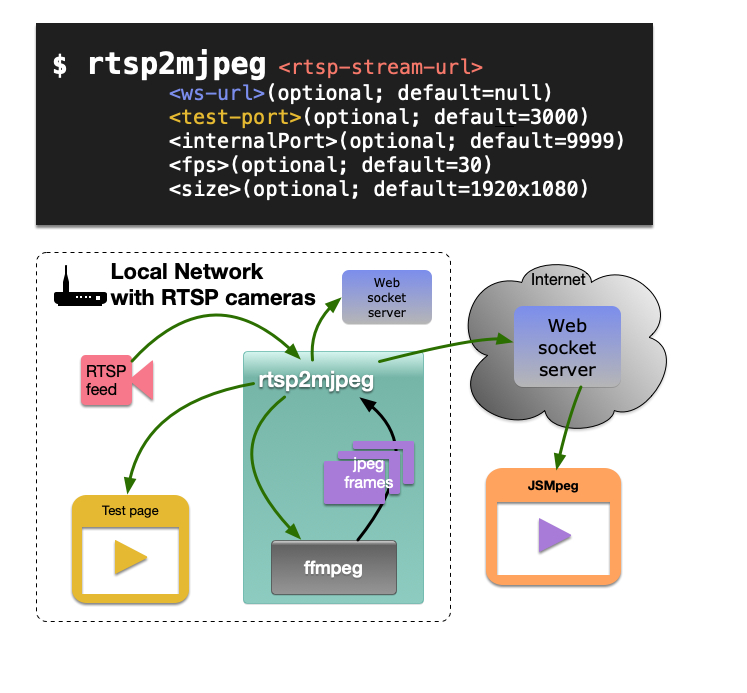 $ rtsp2mjpeg <rtsp-stream-url>
<ws-url>(optional; default=null)
<test-port>(optional; default=3000)
<internalPort>(optional; default=9999)
<fps>(optional; default=30)
<size>(optional; default=1920x1080)
Local Network
with RTSP cameras
Web
socket
server
Internet
Web
socket
server
RTSP
feed
rtsp2mjpeg
jpeg
frames
Test page
JSMpeg
ffmpeg